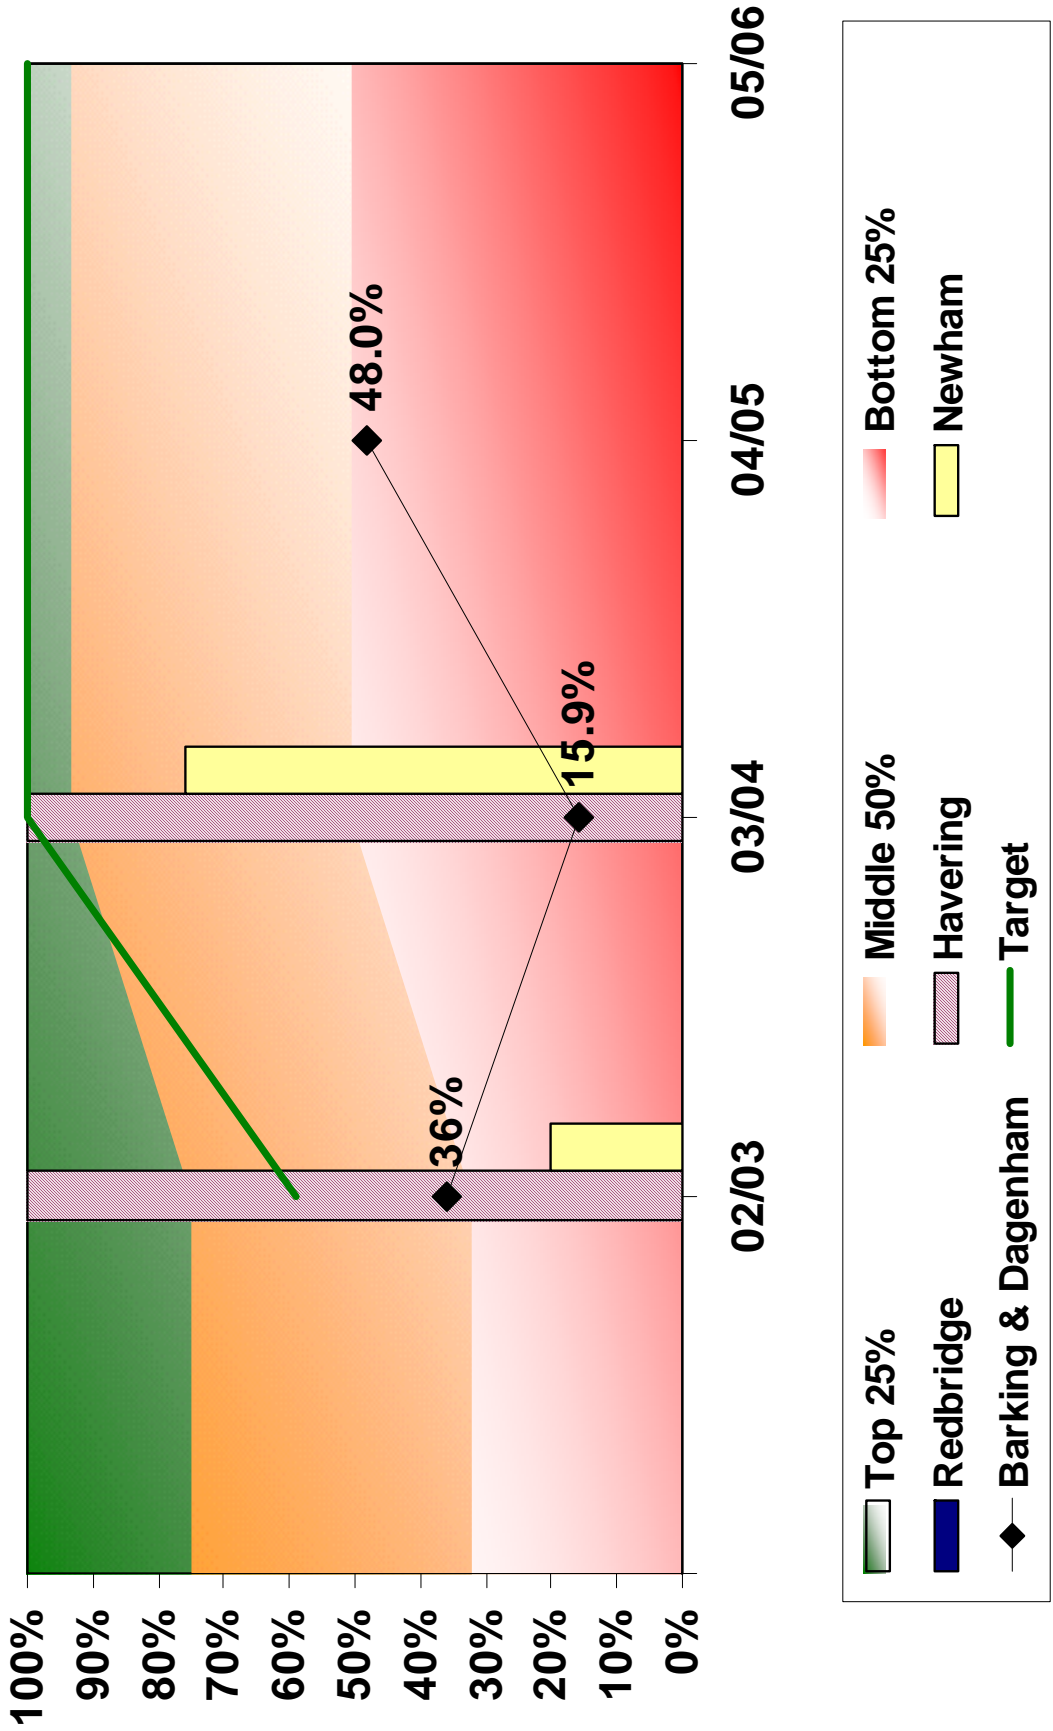 100%
90%
80%
70%
60%
50%
40%
30%
20%
10%
0%
36%
15.9%
48.0%
02/03
03/04
04/05
05/06
Top 25%
Middle 50%
Bottom 25%
Redbridge
Havering
Newham
Barking & Dagenham
Target